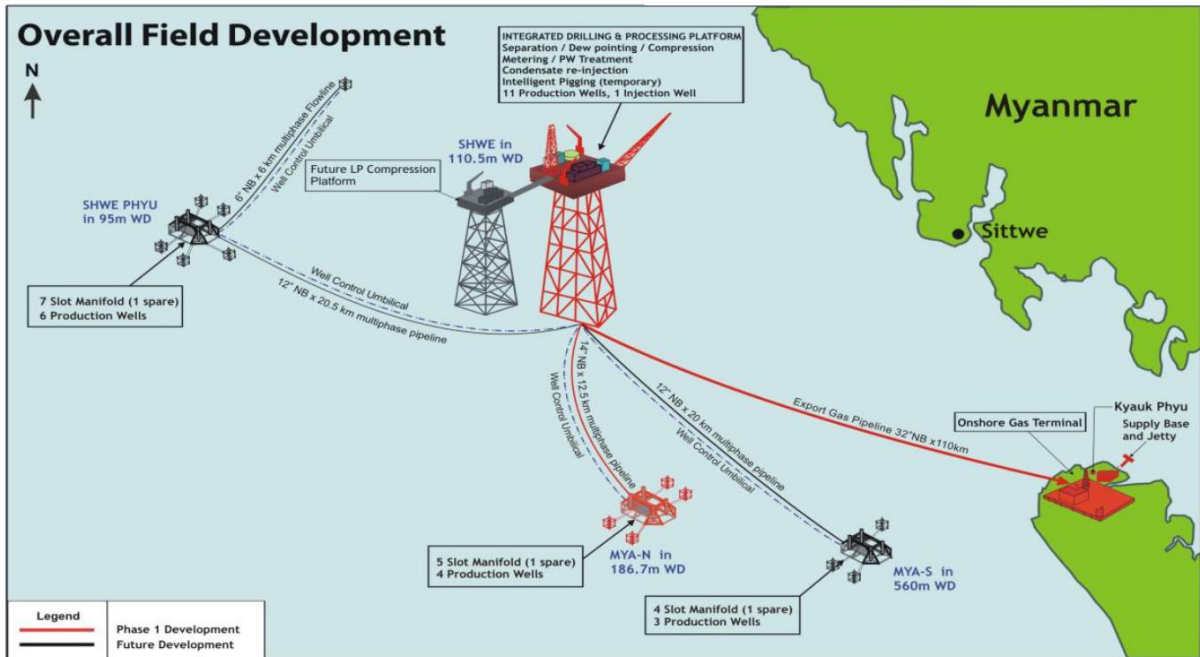 Overall Field Development
N
INTEGRATED DRILLING & PROCESSING PLATFORM
Separation / Dew pointing / Compression
Metering / PW Treatment
Condensate re-injection
Intelligent Pigging (temporary)
11 Production Wells, 1 Injection Well
Myanmar
6" NB x 6 km multiphase Flowline
Well Control Umbilical
SHWE in
110.5m WD
Future LP Compression
Platform
SHWE PHYU
in 95m WD
Sittwe
7 Slot Manifold (1 spare)
6 Production Wells
Well Control Umbilical
12" NB x 20.5 km multiphase pipeline
14" NB x 12.5 km multiphase pipeline
Well Control Umbilical
12" NB x 20 km multiphase pipeline
Well Control Umbilical
Export Gas Pipeline 32"NB x110km
Onshore Gas Terminal
Kyauk Phyu
Supply Base
and Jetty
5 Slot Manifold (1 spare)
4 Production Wells
MYA-N in
186.7m WD
MYA-S in
560m WD
4 Slot Manifold (1 spare)
3 Production Wells
Legend
Phase 1 Development
Future Development